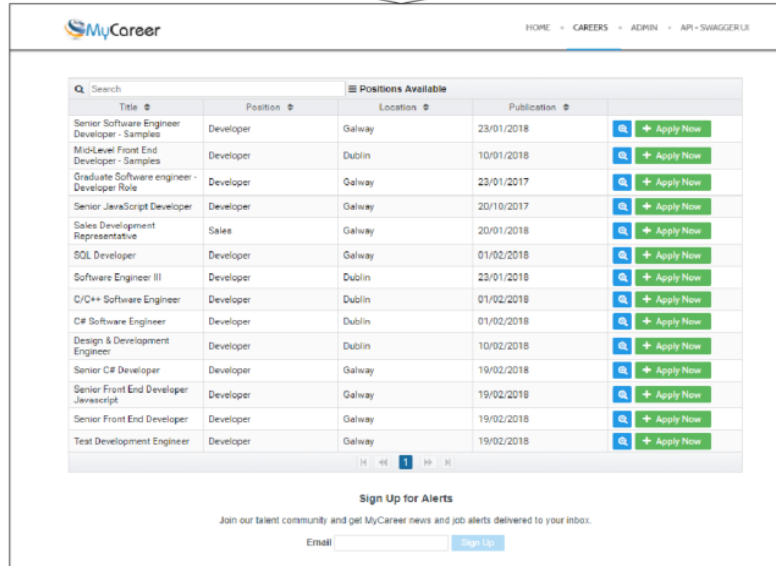 MyCareer
HOME • CAREERS • ADMIN • API - SWAGGER UI
Search Positions Available
Title Position Location Publication
Senior Software Engineer
Developer - Samples Developer Galway 23/01/2018 Apply Now
Mid-Level Front End
Developer - Samples Developer Dublin 10/01/2018 Apply Now
Graduate Software engineer -
Developer Role Developer Galway 23/01/2017 Apply Now
Senior JavaScript Developer Developer Galway 20/10/2017 Apply Now
Sales Development
Representative Sales Galway 20/01/2018 Apply Now
SQL Developer Developer Galway 01/02/2018 Apply Now
Software Engineer III Developer Dublin 23/01/2018 Apply Now
C/C++ Software Engineer Developer Dublin 01/02/2018 Apply Now
C# Software Engineer Developer Dublin 01/02/2018 Apply Now
Design & Development
Engineer Developer Dublin 10/02/2018 Apply Now
Senior C# Developer Developer Galway 19/02/2018 Apply Now
Senior Front End Developer
Javascript Developer Galway 19/02/2018 Apply Now
Senior Front End Developer Developer Galway 19/02/2018 Apply Now
Test Development Engineer Developer Galway 19/02/2018 Apply Now
1
Sign Up for Alerts
Join our talent community and get MyCareer news and job alerts delivered to your inbox.
Email Sign Up